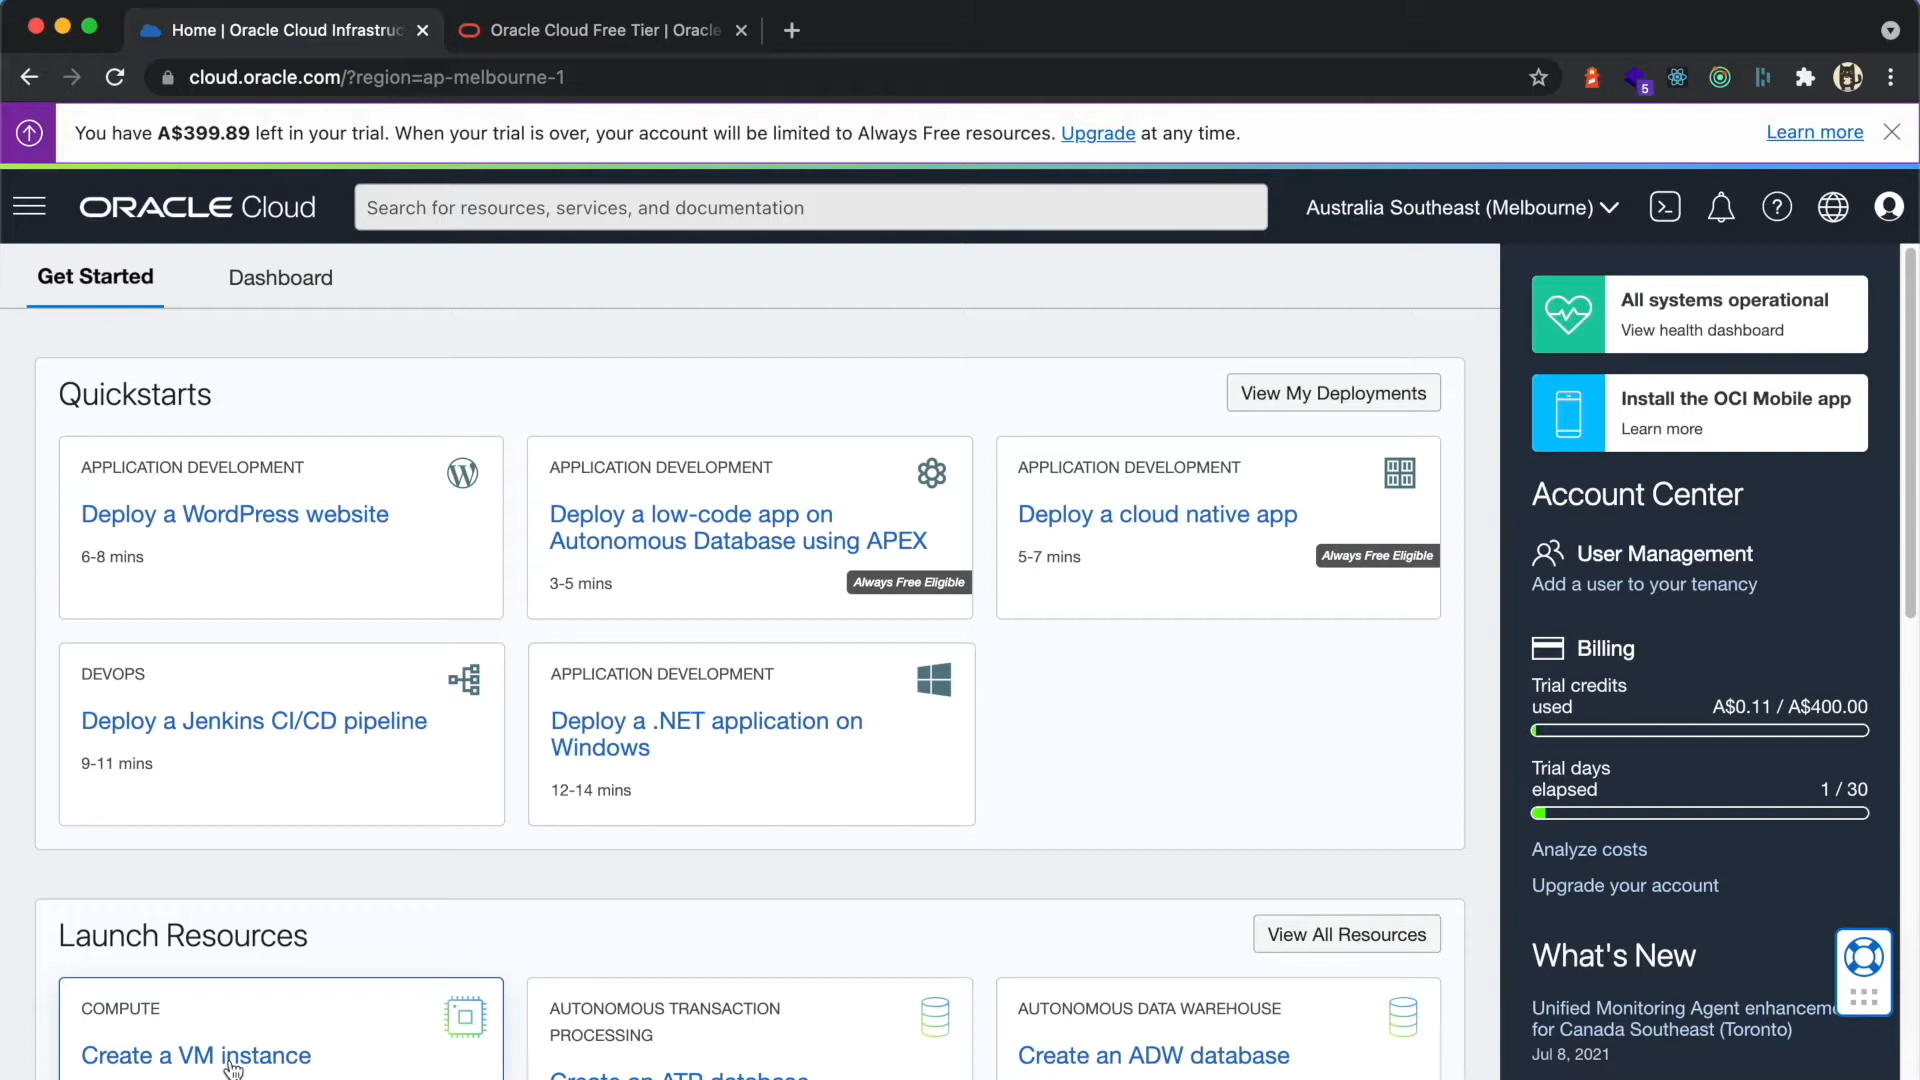 Home | Oracle Cloud Infrastruc
Oracle Cloud Free Tier | Oracle
cloud.oracle.com/?region=ap-melbourne-1
5
You have A$399.89 left in your trial. When your trial is over, your account will be limited to Always Free resources. Upgrade at any time.
Learn more
ORACLE Cloud
Search for resources, services, and documentation
Australia Southeast (Melbourne)
Get Started
Dashboard
Quickstarts
View My Deployments
APPLICATION DEVELOPMENT
Deploy a WordPress website
6-8 mins
APPLICATION DEVELOPMENT
Deploy a low-code app on
Autonomous Database using APEX
3-5 mins
Always Free Eligible
APPLICATION DEVELOPMENT
Deploy a cloud native app
5-7 mins
Always Free Eligible
DEVOPS
Deploy a Jenkins CI/CD pipeline
9-11 mins
APPLICATION DEVELOPMENT
Deploy a .NET application on
Windows
12-14 mins
Launch Resources
View All Resources
COMPUTE
Create a VM instance
AUTONOMOUS TRANSACTION
PROCESSING
Create an ATP database
AUTONOMOUS DATA WAREHOUSE
Create an ADW database
All systems operational
View health dashboard
Install the OCI Mobile app
Learn more
Account Center
User Management
Add a user to your tenancy
Billing
Trial credits
used
A$0.11 / A$400.00
Trial days
elapsed
1 / 30
Analyze costs
Upgrade your account
What's New
Unified Monitoring Agent enhanceme
for Canada Southeast (Toronto)
Jul 8, 2021